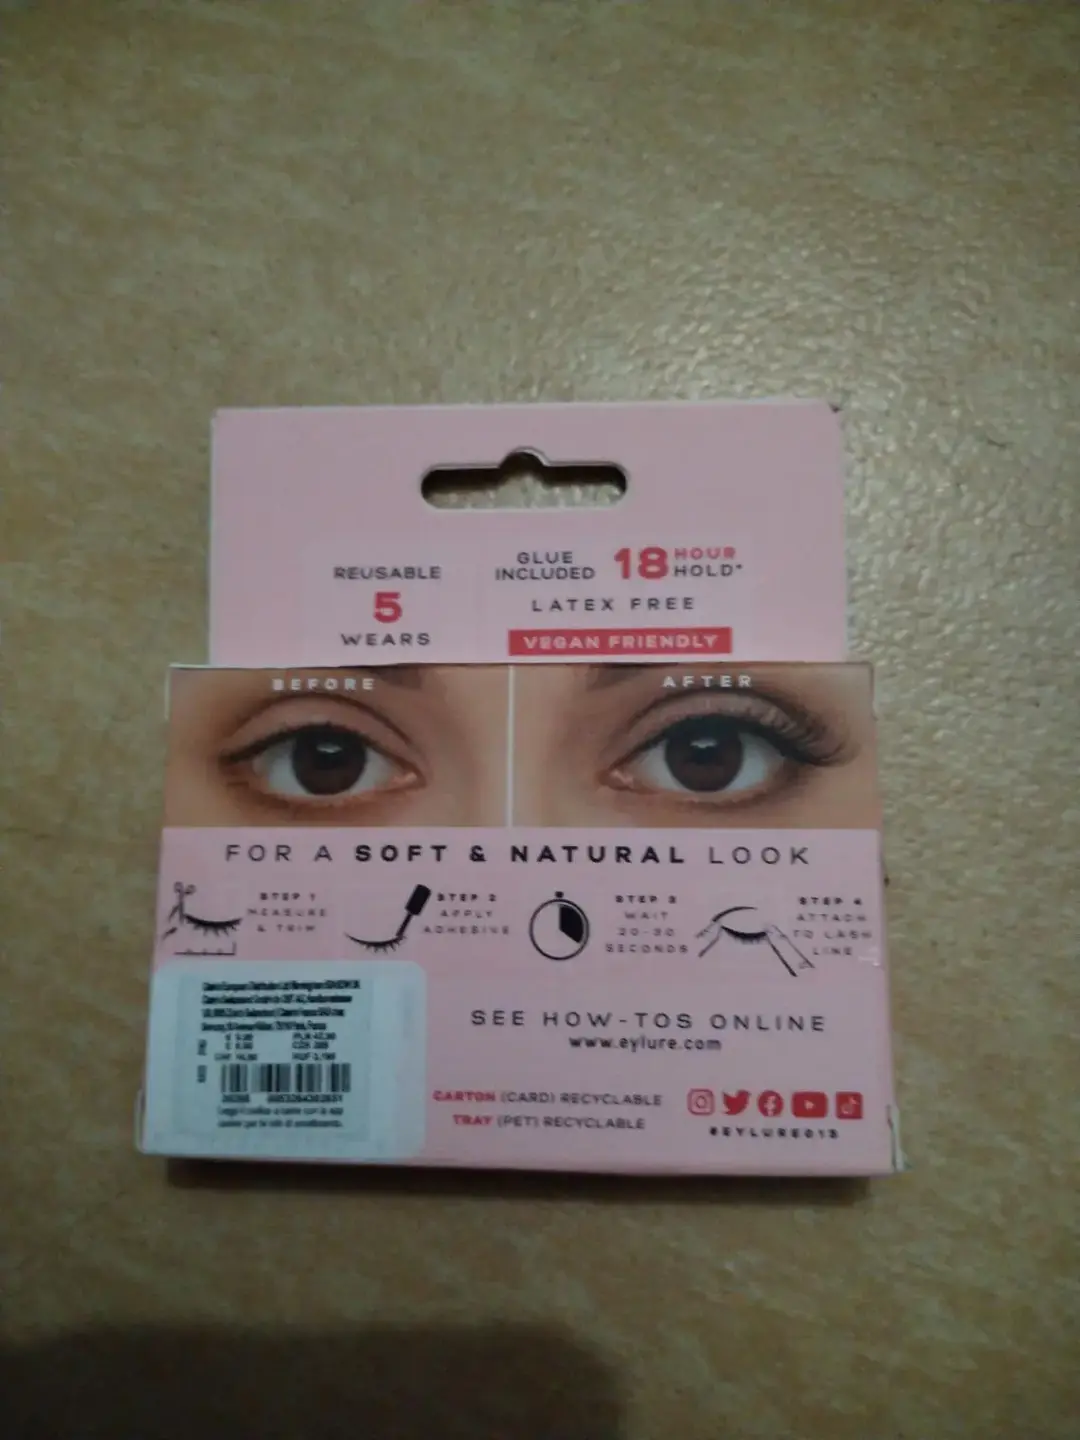 REUSABLE
5
WEARS
GLUE
INCLUDED
18 HOUR
HOLD*
LATEX FREE
VEGAN FRIENDLY
BEFORE
AFTER
FOR A SOFT & NATURAL LOOK
STEP 1
MEASURE
& TRIM
STEP 2
APPLY
ADHESIVE
STEP 3
WAIT
20-30
SECONDS
STEP 4
ATTACH
TO LASH
LINE
SEE HOW-TOS ONLINE
www.eylure.com
CARTON (CARD) RECYCLABLE
TRAY (PET) RECYCLABLE